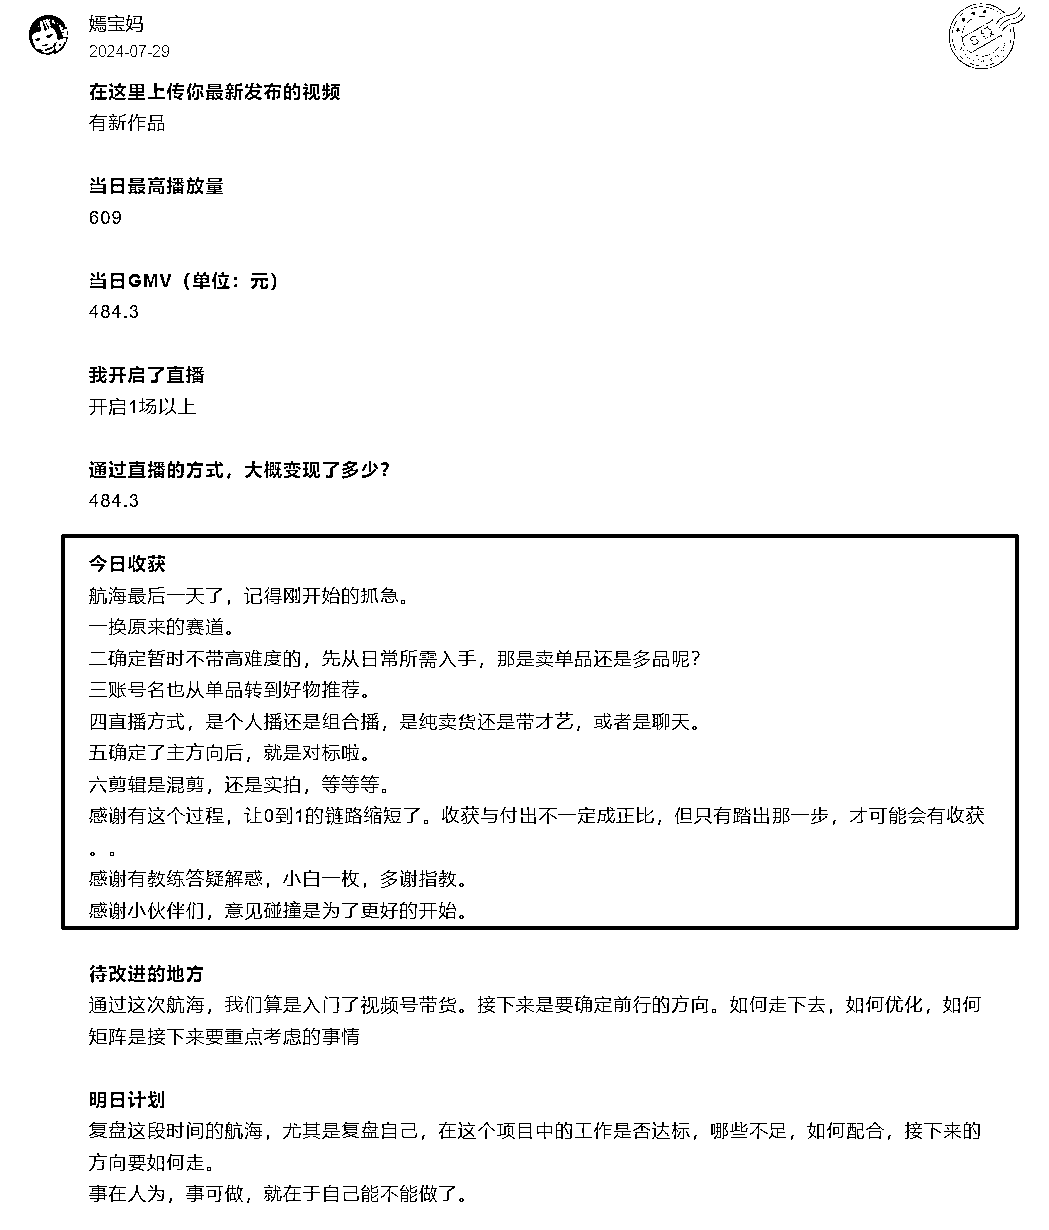 嫣宝妈
2024-07-29
在这里上传你最新发布的视频
有新作品
当日最高播放量
609
当日GMV（单位：元）
484.3
我开启了直播
开启1场以上
通过直播的方式，大概变现了多少？
484.3
今日收获
航海最后一天了，记得刚开始的抓急。
一换原来的赛道。
二确定暂时不带高难度的，先从日常所需入手，那是卖单品还是多品呢？
三账号名也从单品转到好物推荐。
四直播方式，是个人播还是组合播，是纯卖货还是带才艺，或者是聊天。
五确定了主方向后，就是对标啦。
六剪辑是混剪，还是实拍，等等等。
感谢有这个过程，让0到1的链路缩短了。收获与付出不一定成正比，但只有踏出那一步，才可能会有收获
。。
感谢有教练答疑解惑，小白一枚，多谢指教。
感谢小伙伴们，意见碰撞是为了更好的开始。
待改进的地方
通过这次航海，我们算是入门了视频号带货。接下来是要确定前行的方向。如何走下去，如何优化，如何
矩阵是接下来要重点考虑的事情
明日计划
复盘这段时间的航海，尤其是复盘自己，在这个项目中的工作是否达标，哪些不足，如何配合，接下来的
方向要如何走。
事在人为，事可做，就在于自己能不能做了。